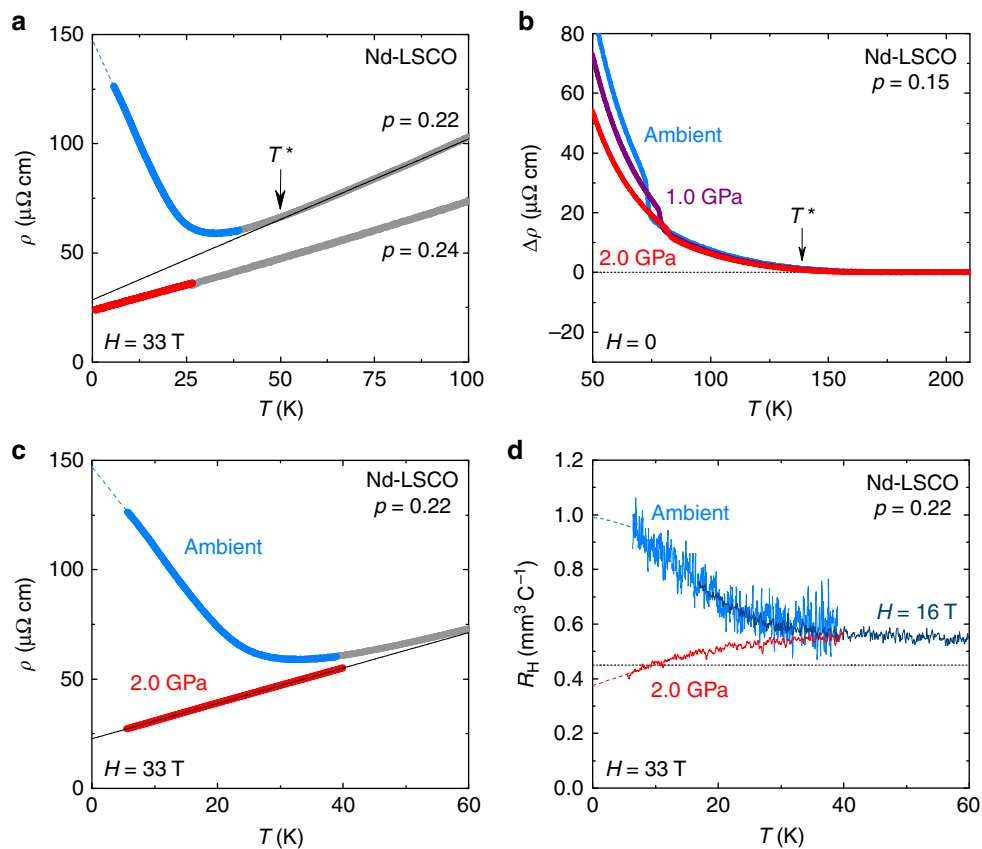 a
150
100
50
0
ρ (μΩ cm)
Nd-LSCO
p = 0.22
T *
p = 0.24
H = 33 T
0
25
50
75
100
T (K)
b
80
60
40
20
0
−20
Δρ (μΩ cm)
Nd-LSCO
p = 0.15
Ambient
1.0 GPa
T *
2.0 GPa
H = 0
50
100
150
200
T (K)
c
150
100
50
0
ρ (μΩ cm)
Nd-LSCO
p = 0.22
Ambient
2.0 GPa
H = 33 T
0
20
40
60
T (K)
d
1.2
1.0
0.8
0.6
0.4
0.2
0.0
RH (mm³ C⁻¹)
Nd-LSCO
p = 0.22
Ambient
H = 16 T
2.0 GPa
H = 33 T
0
20
40
60
T (K)